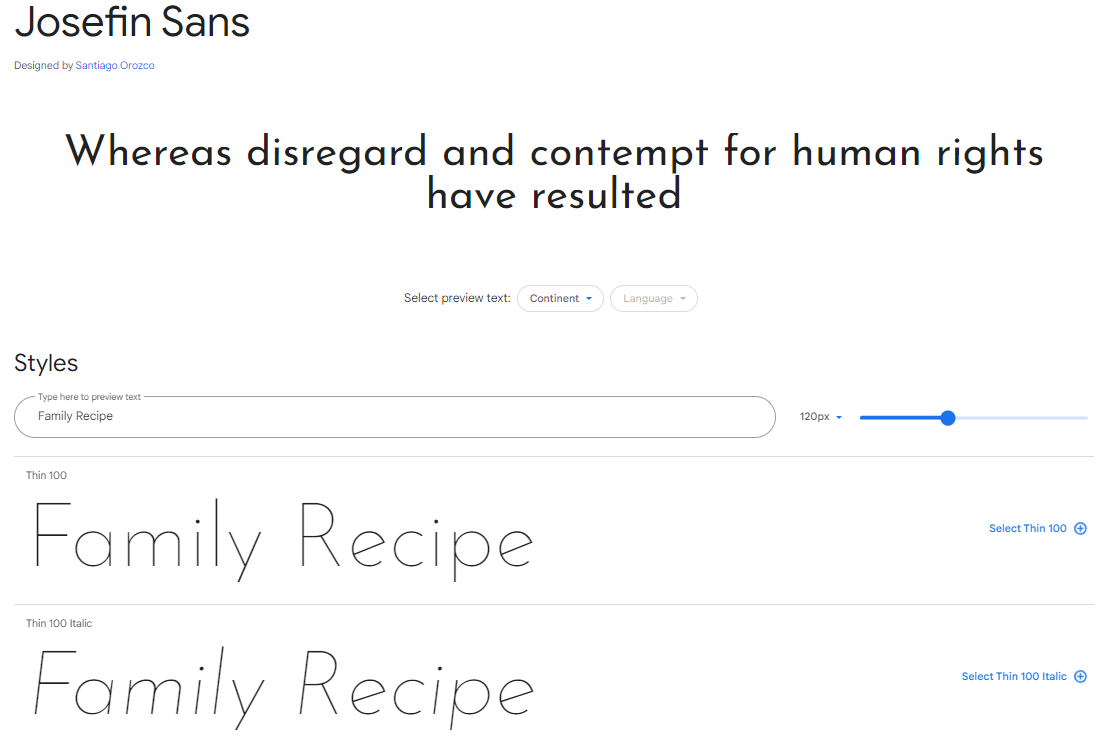 Josefin Sans
Designed by Santiago Orozco
Whereas disregard and contempt for human rights
have resulted
Select preview text: Continent Language
Styles
Type here to preview text
Family Recipe 120px
Thin 100
Family Recipe Select Thin 100
Thin 100 Italic
Family Recipe Select Thin 100 Italic